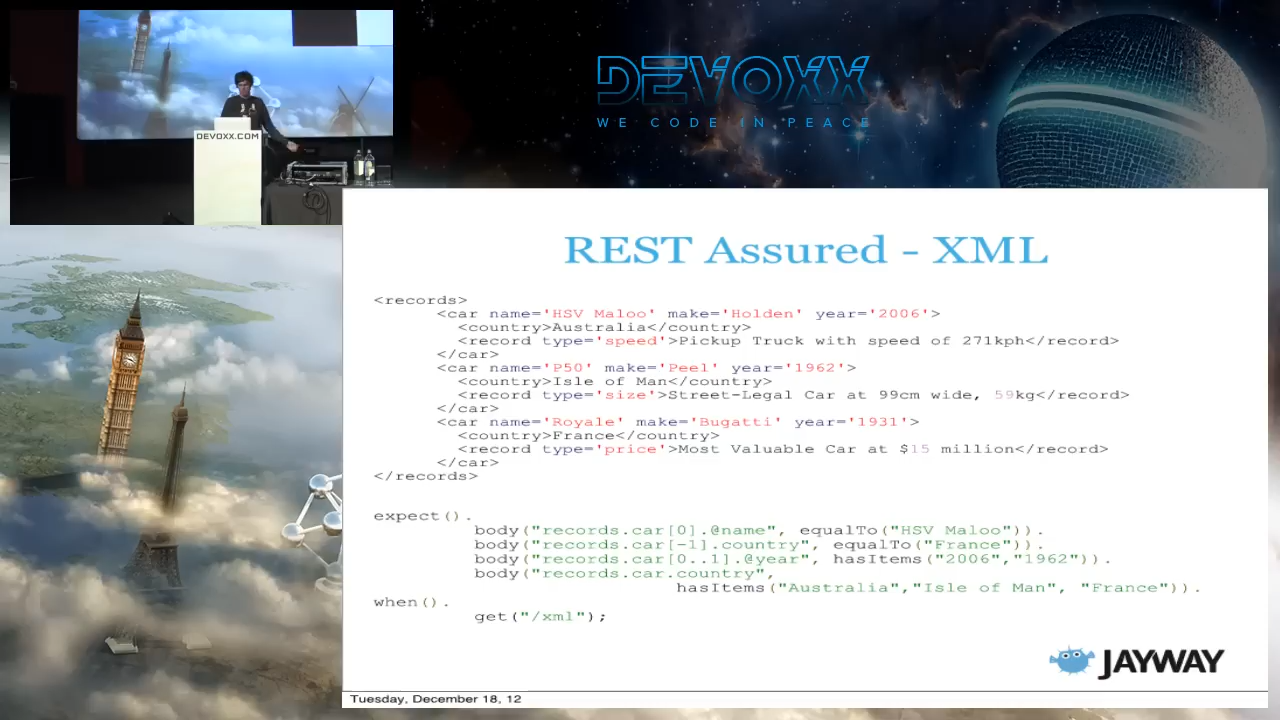 DEVOXX
WE CODE IN PEACE
DEVOXX.COM
REST Assured - XML
<records>
<car name='HSV Maloo' make='Holden' year='2006'>
<country>Australia</country>
<record type='speed'>Pickup Truck with speed of 271kph</record>
</car>
<car name='P50' make='Peel' year='1962'>
<country>Isle of Man</country>
<record type='size'>Street-Legal Car at 99cm wide, 59kg</record>
</car>
<car name='Royale' make='Bugatti' year='1931'>
<country>France</country>
<record type='price'>Most Valuable Car at $15 million</record>
</car>
</records>
expect().
body("records.car[0].@name", equalTo("HSV Maloo")).
body("records.car[-1].country", equalTo("France")).
body("records.car[0..1].@year", hasItems("2006","1962")).
body("records.car.country",
hasItems("Australia","Isle of Man", "France")).
when().
get("/xml");
JAYWAY
Tuesday, December 18, 12